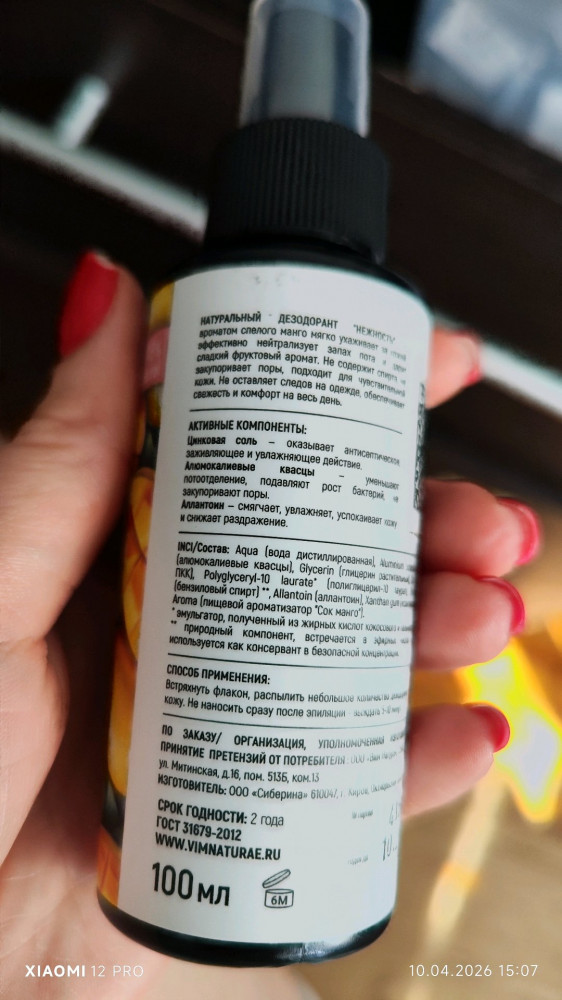 НАТУРАЛЬНЫЙ ДЕЗОДОРАНТ "НЕЖНОСТЬ"
ароматом спелого манго мягко ухаживает
эффективно нейтрализует запах пота и
сладкий фруктовый аромат. Не содержит спирта
закупоривает поры, подходит для чувствительной
кожи. Не оставляет следов на одежде, обеспечивает
свежесть и комфорт на весь день.
АКТИВНЫЕ КОМПОНЕНТЫ:
Цинковая соль – оказывает антисептическое,
заживляющее и увлажняющее действие.
Алюмокалиевые квасцы – уменьшают
потоотделение, подавляют рост бактерий, не
закупоривают поры.
Аллантоин – смягчает, увлажняет, успокаивает кожу
и снижает раздражение.
INCI/Состав: Aqua (вода дистиллированная),
(алюмокалиевые квасцы), Glycerin (глицерин растительный),
ПКК), Polyglyceryl-10 laurate* (полиглицерил-10
(бензиловый спирт) **, Allantoin (аллантоин), Xanthan gum
Aroma (пищевой ароматизатор "Сок манго").
* эмульгатор, полученный из жирных кислот кокосового
** природный компонент, встречается в эфирных
используется как консервант в безопасной концентрации.
СПОСОБ ПРИМЕНЕНИЯ:
Встряхнуть флакон, распылить небольшое количество
кожу. Не наносить сразу после эпиляции
ПО ЗАКАЗУ/ ОРГАНИЗАЦИЯ, УПОЛНОМОЧЕННАЯ
ПРИНЯТИЕ ПРЕТЕНЗИЙ ОТ ПОТРЕБИТЕЛЯ: ООО
ул. Митинская, д.16, пом. 513Б, ком.13
ИЗГОТОВИТЕЛЬ: ООО «Сиберина» 610047, г. Киров,
СРОК ГОДНОСТИ: 2 года
ГОСТ 31679-2012
WWW.VIMNATURAE.RU
100 мл
6M
XIAOMI 12 PRO
10.04.2026 15:07